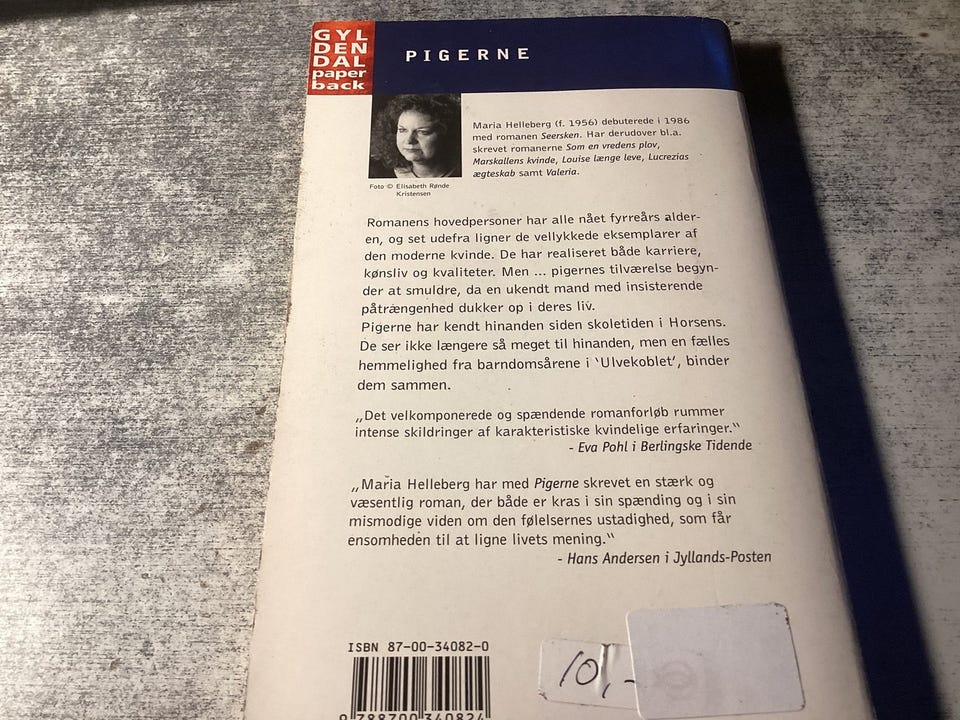 GYL
DEN
DAL
paper
back
PIGERNE
Maria Helleberg (f. 1956) debuterede i 1986
med romanen Seersken. Har derudover bl.a.
skrevet romanerne Som en vredens plov,
Marskallens kvinde, Louise længe leve, Lucrezias
ægteskab samt Valeria.
Foto © Elisabeth Rønde
Kristensen
Romanens hovedpersoner har alle nået fyrreårs alder-
en, og set udefra ligner de vellykkede eksemplarer af
den moderne kvinde. De har realiseret både karriere,
kønsliv og kvaliteter. Men ... pigernes tilværelse begyn-
der at smuldre, da en ukendt mand med insisterende
påtrængenhed dukker op i deres liv.
Pigerne har kendt hinanden siden skoletiden i Horsens.
De ser ikke længere så meget til hinanden, men en fælles
hemmelighed fra barndomsårene i 'Ulvekoblet', binder
dem sammen.
„Det velkomponerede og spændende romanforløb rummer
intense skildringer af karakteristiske kvindelige erfaringer.“
- Eva Pohl i Berlingske Tidende
„Maria Helleberg har med Pigerne skrevet en stærk og
væsentlig roman, der både er kras i sin spænding og i sin
mismodige viden om den følelsernes ustadighed, som får
ensomheden til at ligne livets mening.“
- Hans Andersen i Jyllands-Posten
ISBN 87-00-34082-0
10,-
9 788700 340824